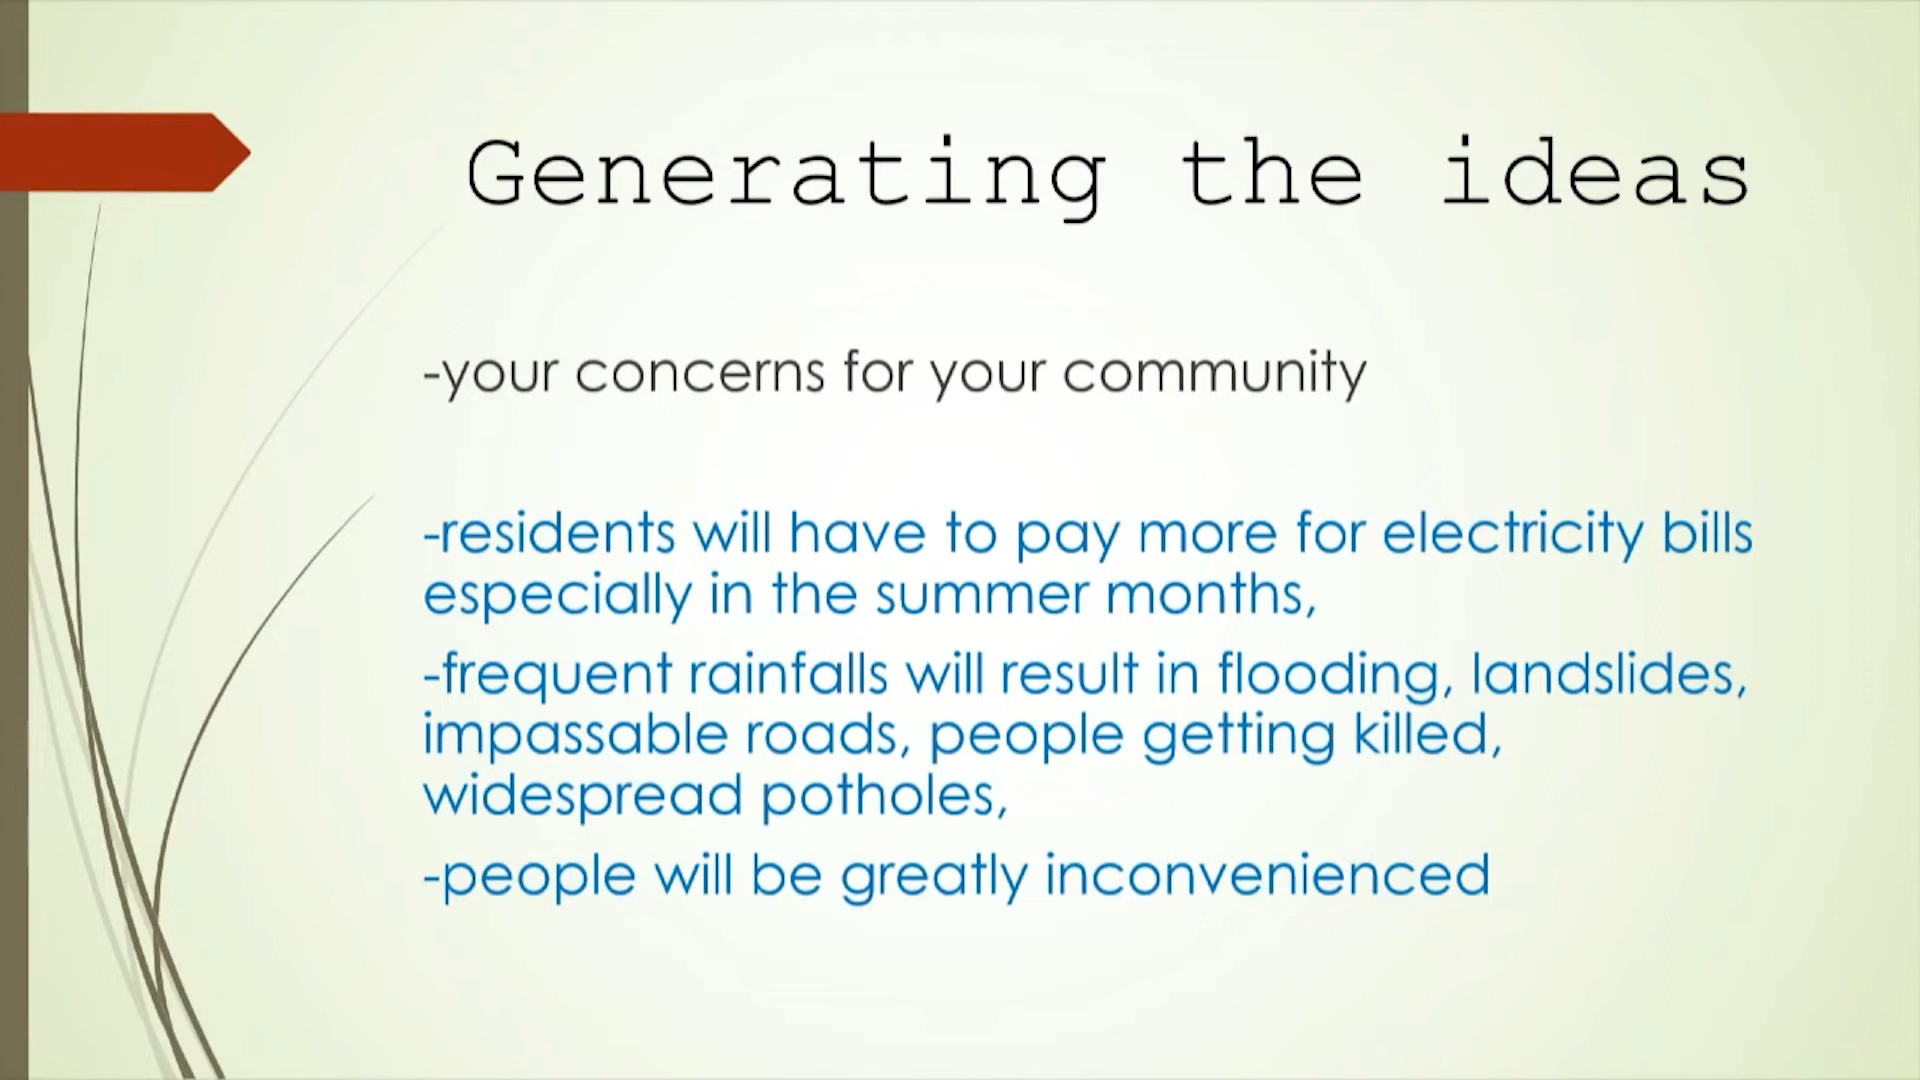 Generating the ideas
-your concerns for your community
-residents will have to pay more for electricity bills
especially in the summer months,
-frequent rainfalls will result in flooding, landslides,
impassable roads, people getting killed,
widespread potholes,
-people will be greatly inconvenienced